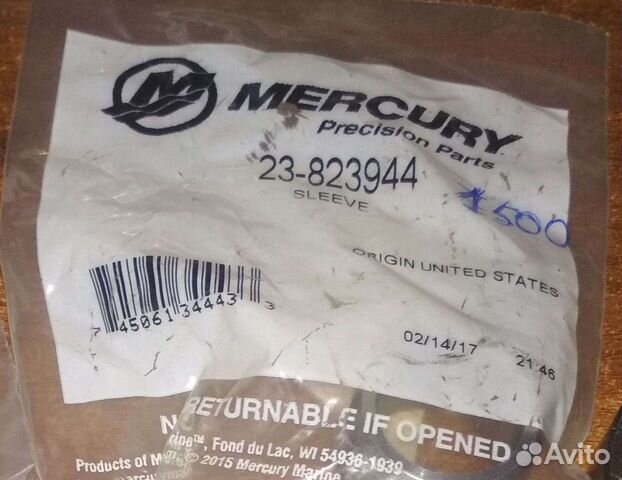 MERCURY
Precision Parts
23-823944
SLEEVE
1500
ORIGIN UNITED STATES
45061 34443 3
02/14/17 21:46
RETURNABLE IF OPENED
Fond du Lac, WI 54936-1939
Products of
© 2015 Mercury Marine
Avito